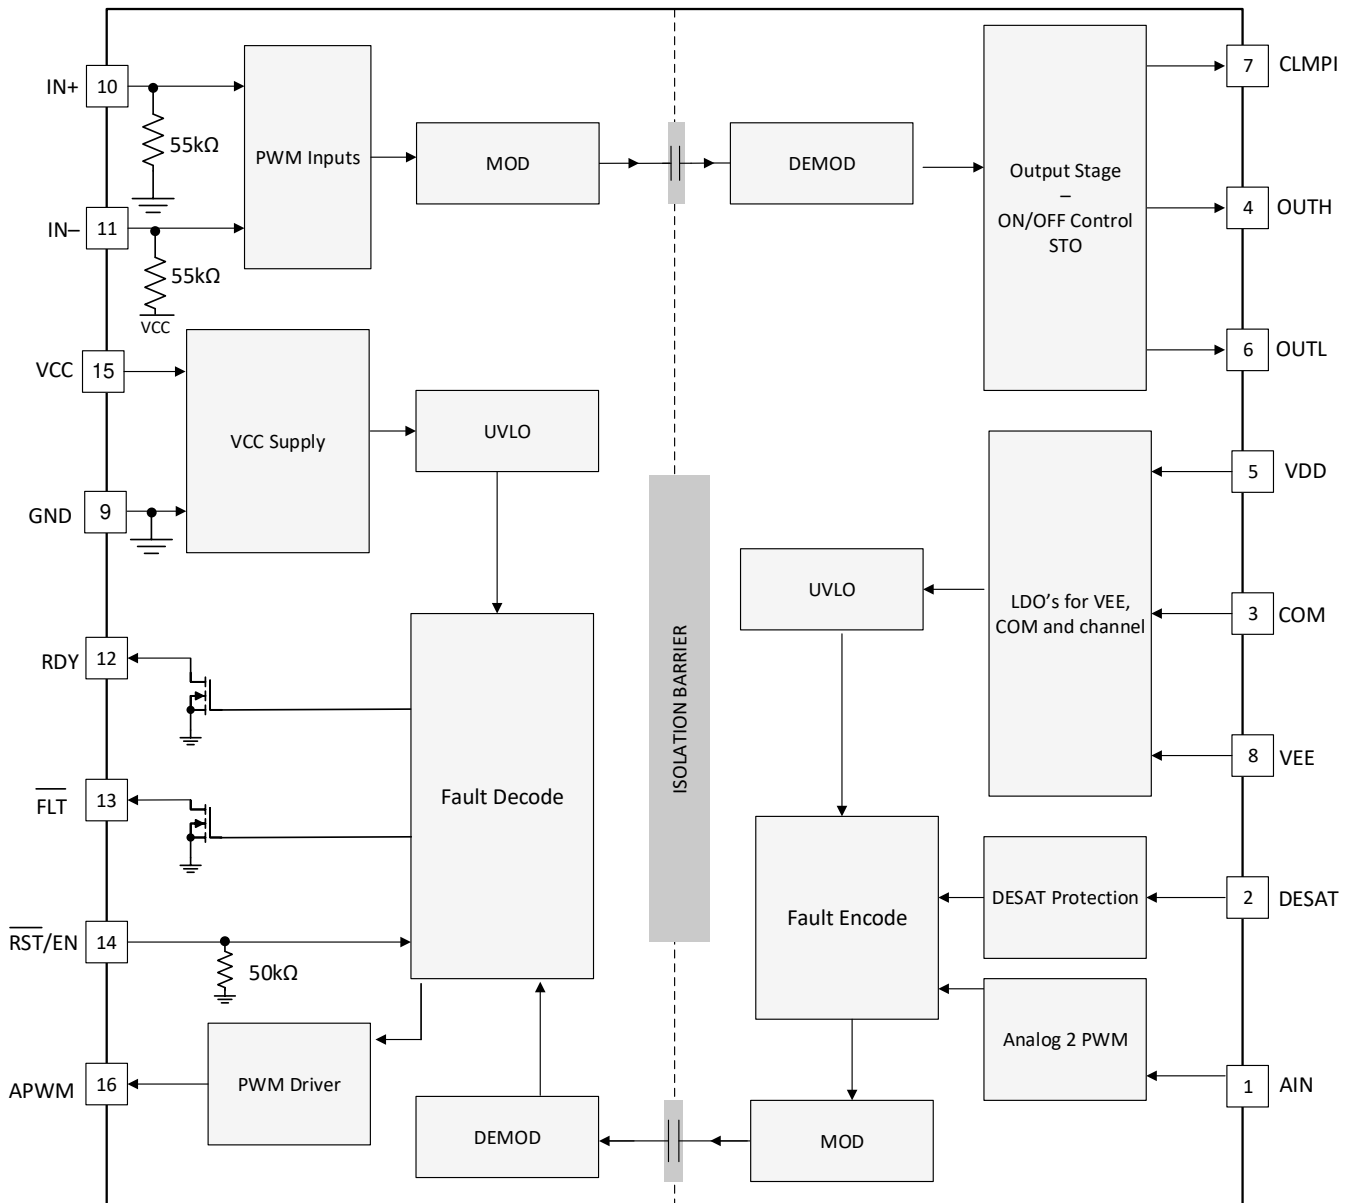 IN+
10
55kΩ
IN–
11
55kΩ
VCC
PWM Inputs
MOD
DEMOD
Output Stage
–
ON/OFF Control
STO
7
CLMPI
4
OUTH
6
OUTL
VCC
15
GND
9
VCC Supply
UVLO
ISOLATION BARRIER
UVLO
LDO's for VEE,
COM and channel
5
VDD
3
COM
8
VEE
RDY
12
FLT
13
RST/EN
14
50kΩ
Fault Decode
Fault Encode
DESAT Protection
2
DESAT
Analog 2 PWM
1
AIN
APWM
16
PWM Driver
DEMOD
MOD